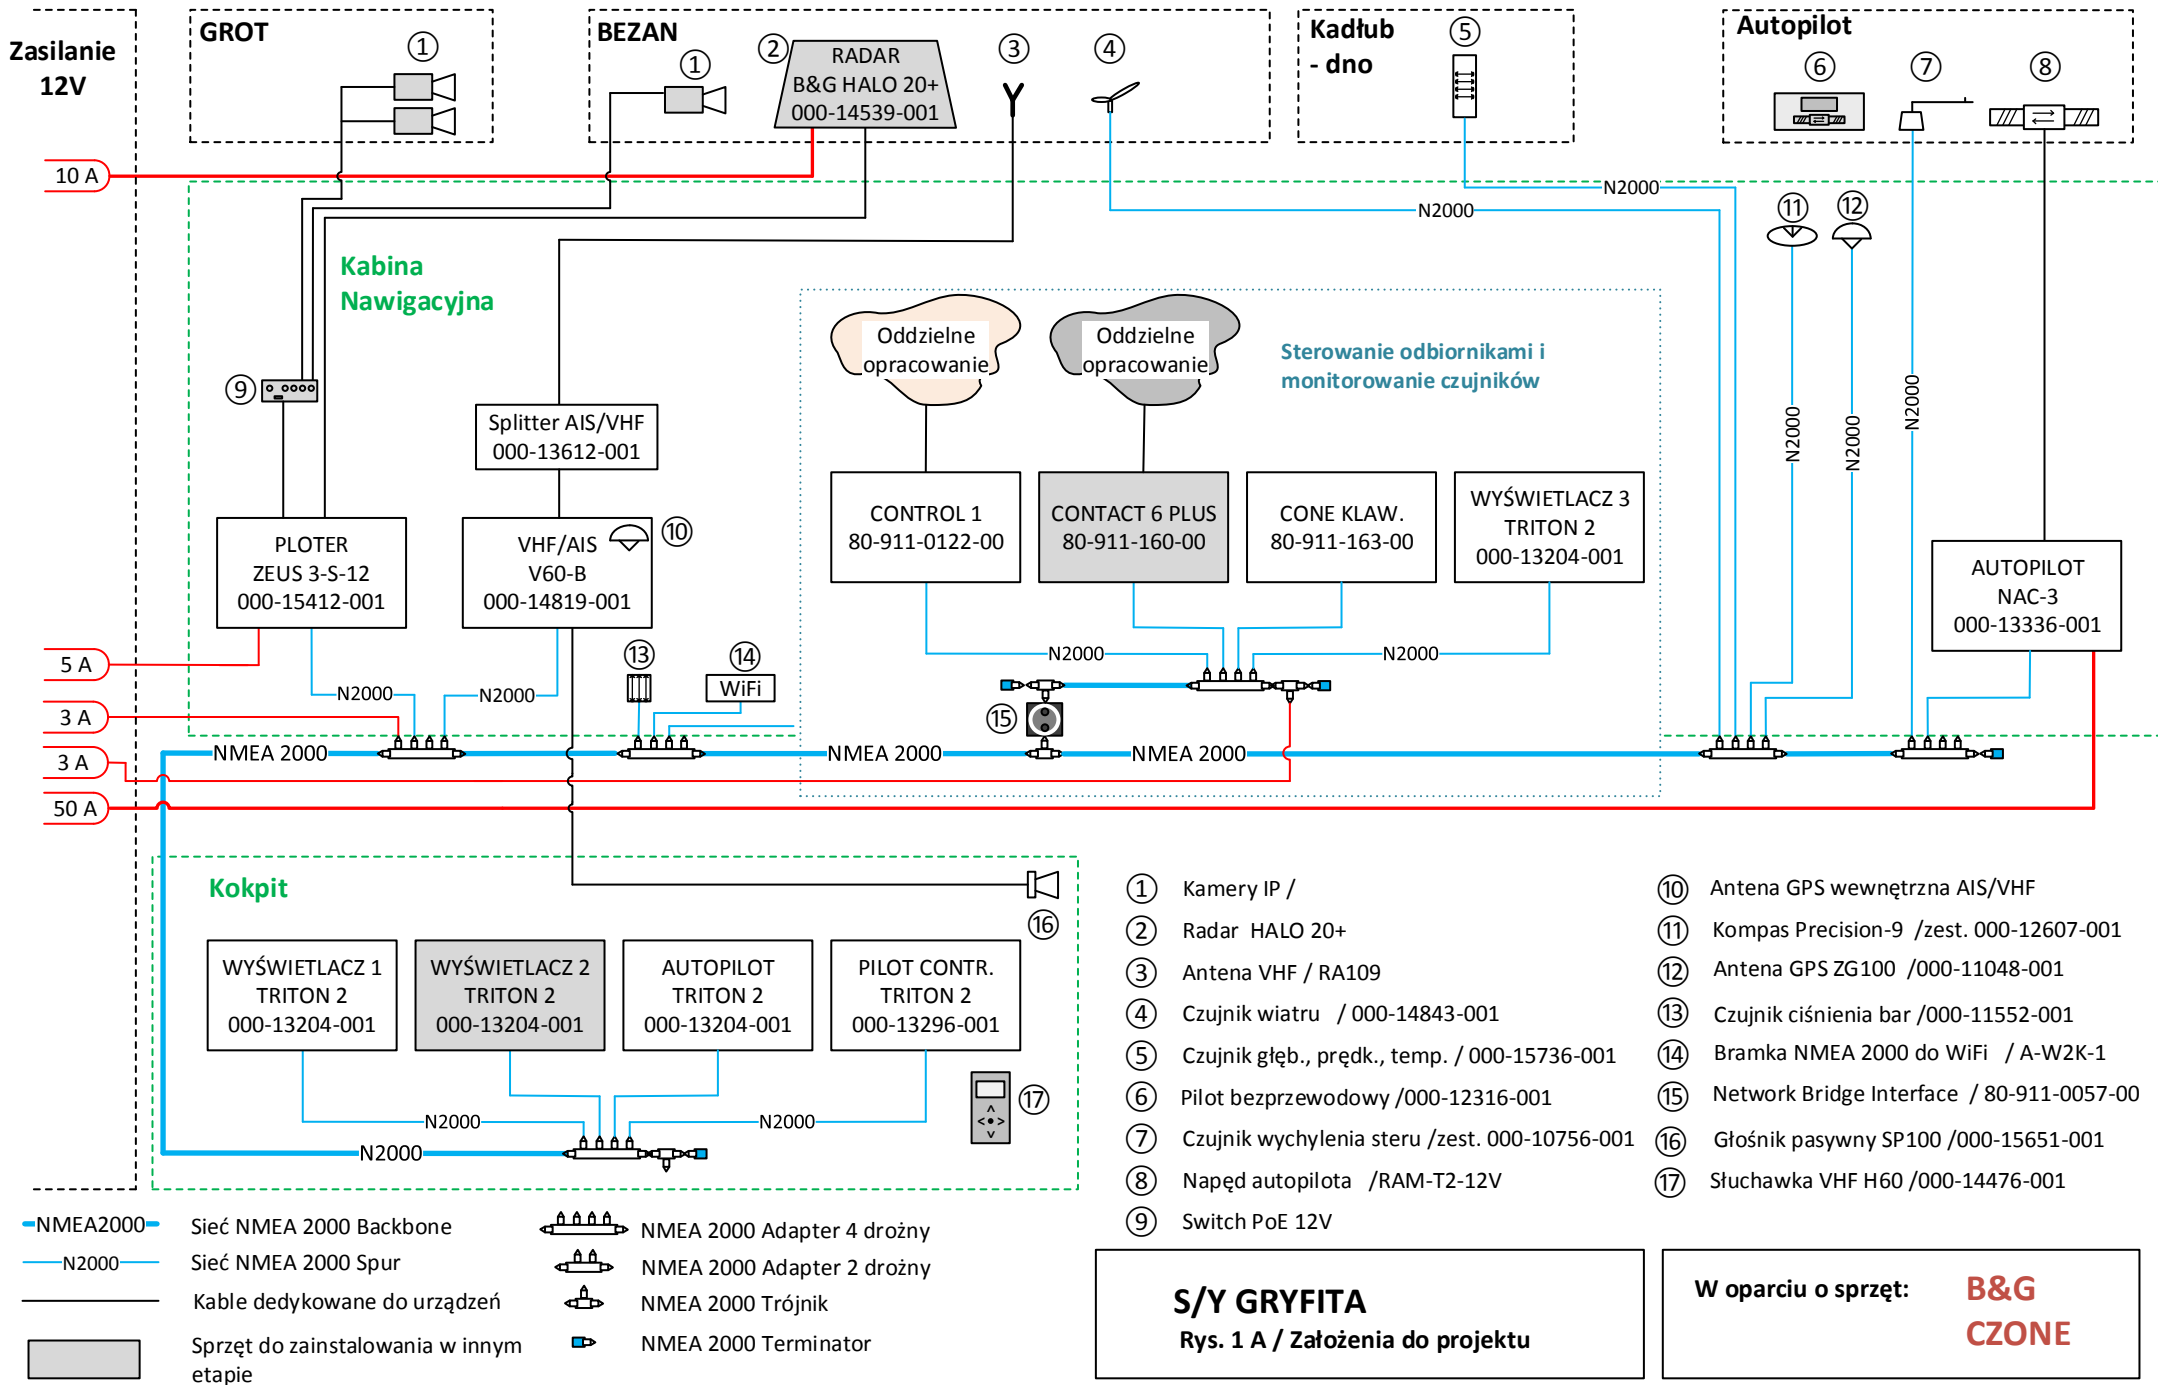 Zasilanie
12V
GROT
1
BEZAN
1
2
RADAR
B&G HALO 20+
000-14539-001
3
4
Kadłub
- dno
5
Autopilot
6
7
8
10 A
N2000
N2000
11
12
Kabina
Nawigacyjna
Oddzielne
opracowanie
Oddzielne
opracowanie
Sterowanie odbiornikami i
monitorowanie czujników
N2000
N2000
N2000
9
Splitter AIS/VHF
000-13612-001
PLOTER
ZEUS 3-S-12
000-15412-001
VHF/AIS
V60-B
000-14819-001
10
CONTROL 1
80-911-0122-00
CONTACT 6 PLUS
80-911-160-00
CONE KLAW.
80-911-163-00
WYŚWIETLACZ 3
TRITON 2
000-13204-001
AUTOPILOT
NAC-3
000-13336-001
5 A
13
14
WiFi
N2000
N2000
N2000
N2000
15
3 A
NMEA 2000
NMEA 2000
NMEA 2000
3 A
50 A
Kokpit
16
WYŚWIETLACZ 1
TRITON 2
000-13204-001
WYŚWIETLACZ 2
TRITON 2
000-13204-001
AUTOPILOT
TRITON 2
000-13204-001
PILOT CONTR.
TRITON 2
000-13296-001
17
N2000
N2000
N2000
1 Kamery IP /
2 Radar HALO 20+
3 Antena VHF / RA109
4 Czujnik wiatru / 000-14843-001
5 Czujnik głęb., prędk., temp. / 000-15736-001
6 Pilot bezprzewodowy /000-12316-001
7 Czujnik wychylenia steru /zest. 000-10756-001
8 Napęd autopilota /RAM-T2-12V
9 Switch PoE 12V
10 Antena GPS wewnętrzna AIS/VHF
11 Kompas Precision-9 /zest. 000-12607-001
12 Antena GPS ZG100 /000-11048-001
13 Czujnik ciśnienia bar /000-11552-001
14 Bramka NMEA 2000 do WiFi / A-W2K-1
15 Network Bridge Interface / 80-911-0057-00
16 Głośnik pasywny SP100 /000-15651-001
17 Słuchawka VHF H60 /000-14476-001
NMEA2000 Sieć NMEA 2000 Backbone
N2000 Sieć NMEA 2000 Spur
Kable dedykowane do urządzeń
Sprzęt do zainstalowania w innym
etapie
NMEA 2000 Adapter 4 drożny
NMEA 2000 Adapter 2 drożny
NMEA 2000 Trójnik
NMEA 2000 Terminator
S/Y GRYFITA
Rys. 1 A / Założenia do projektu
W oparciu o sprzęt:
B&G
CZONE